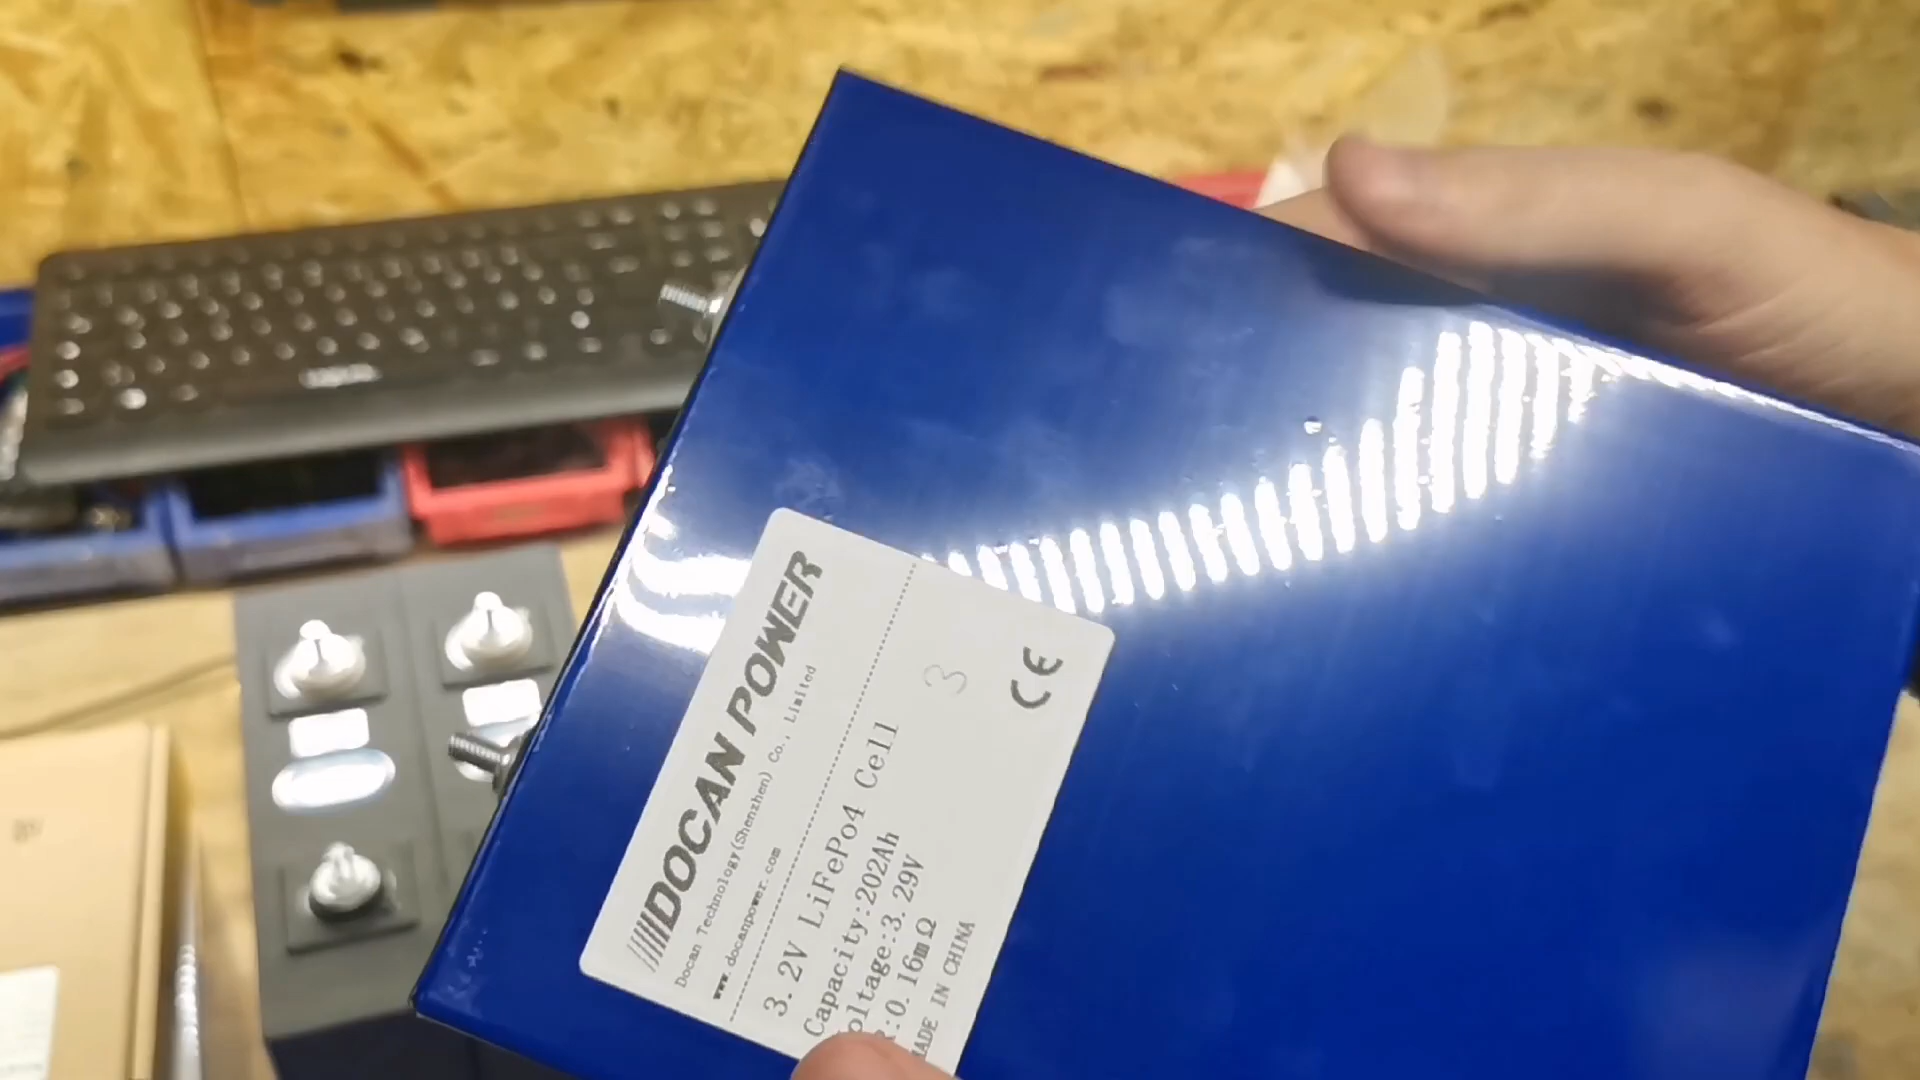 DOCAN POWER
Docan Technology(Shenzhen) Co., Limited
www.docanpower.com
3.2V LiFePo4 Cell
3
Capacity:202Ah
oltage:3.29V
:0.16mΩ
MADE IN CHINA
CE